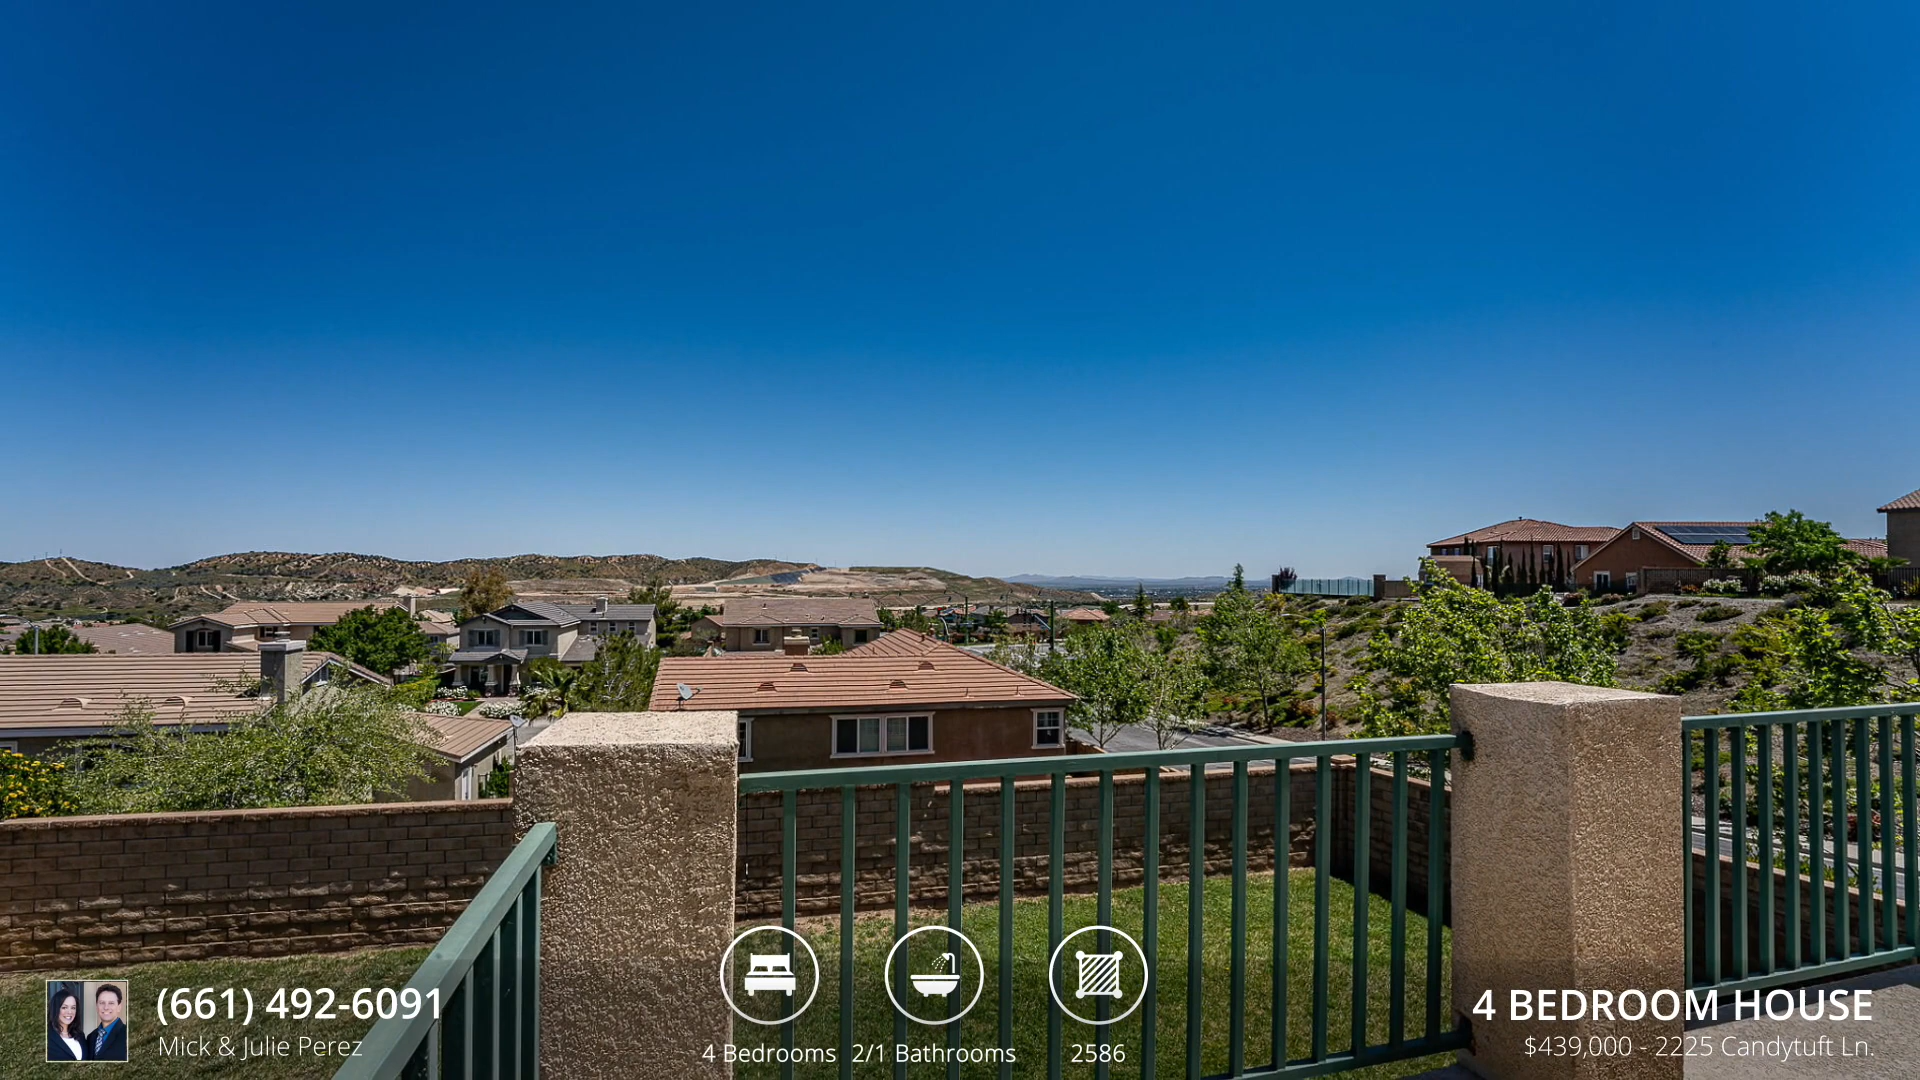 (661) 492-6091
Mick & Julie Perez
4 Bedrooms
2/1 Bathrooms
2586
4 BEDROOM HOUSE
$439,000 - 2225 Candytuft Ln.